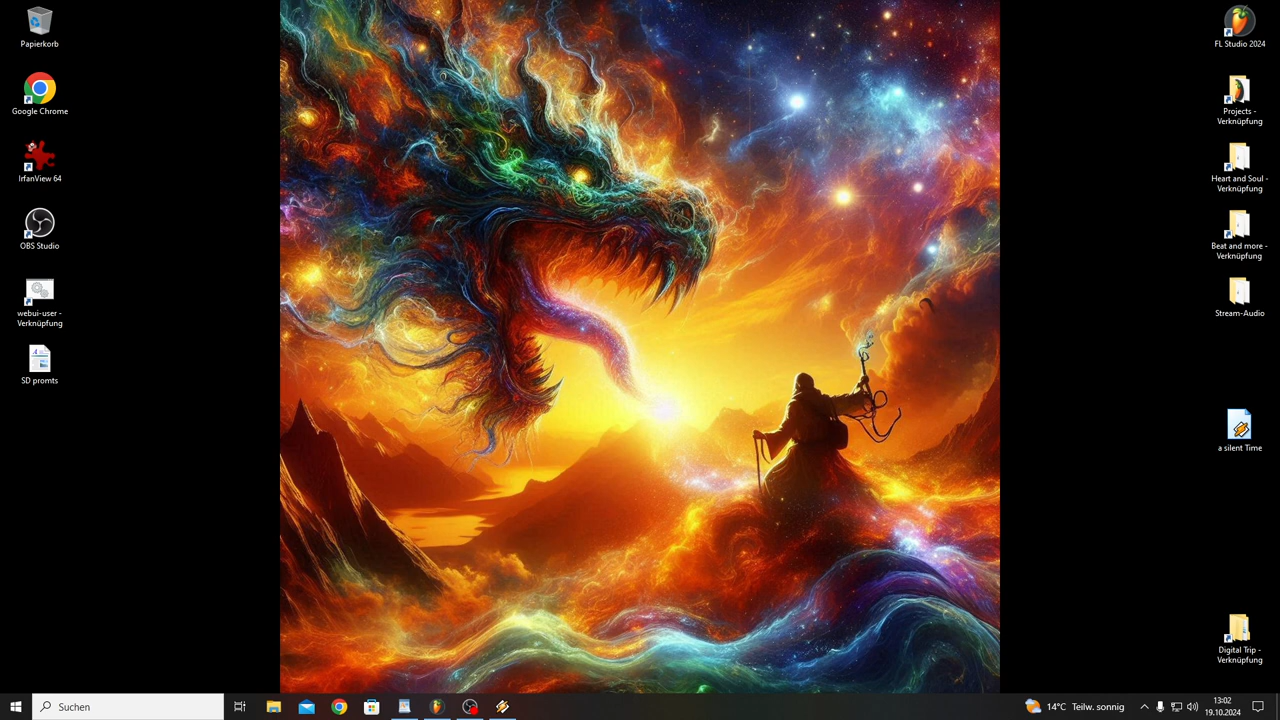 Papierkorb
Google Chrome
IrfanView 64
OBS Studio
webui-user -
Verknüpfung
SD promts
FL Studio 2024
Projects -
Verknüpfung
Heart and Soul -
Verknüpfung
Beat and more -
Verknüpfung
Stream-Audio
a silent Time
Digital Trip -
Verknüpfung
Suchen
14°C Teilw. sonnig
13:02
19.10.2024